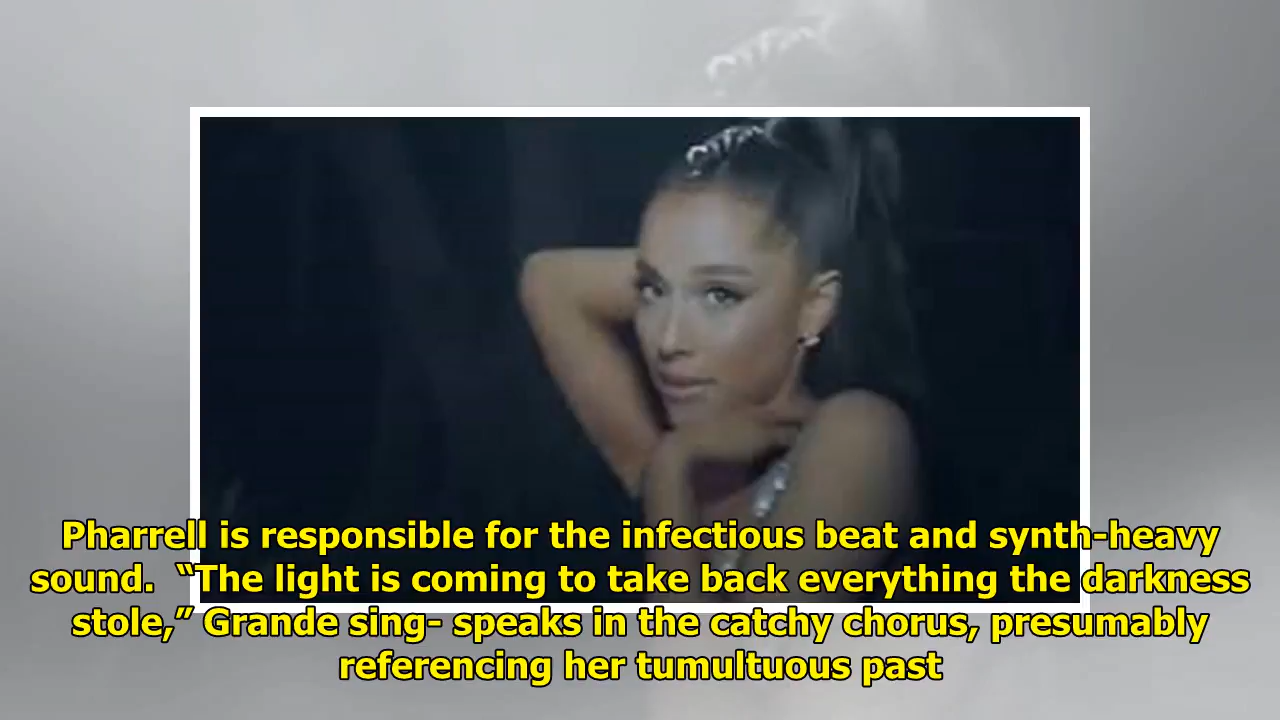 Pharrell is responsible for the infectious beat and synth-heavy
sound.  “The light is coming to take back everything the darkness
stole,” Grande sing- speaks in the catchy chorus, presumably
referencing her tumultuous past